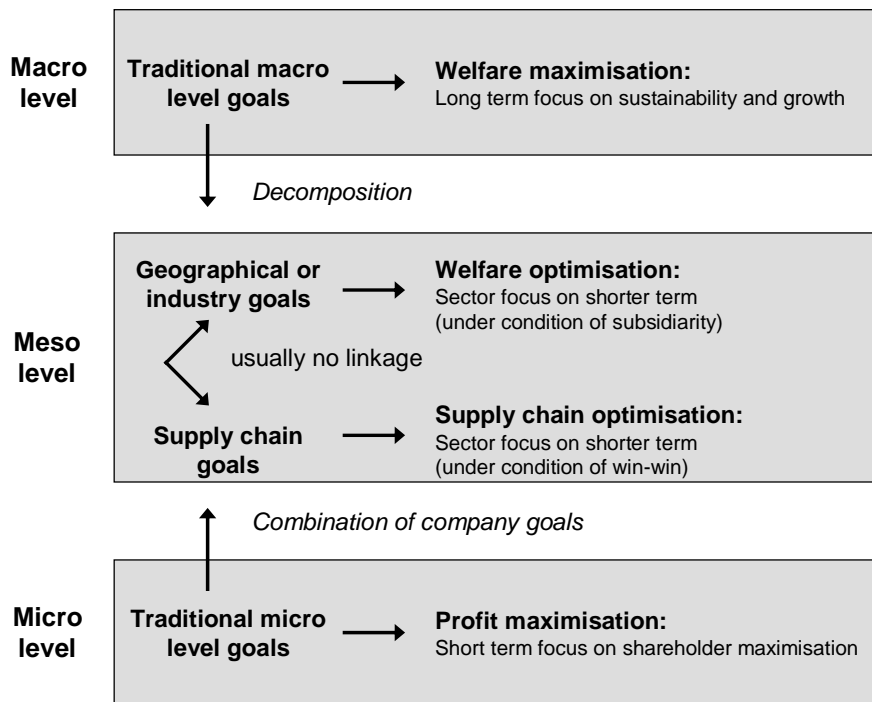 Macro
level
Traditional macro
level goals
Welfare maximisation:
Long term focus on sustainability and growth
Decomposition
Meso
level
Geographical or
industry goals
Welfare optimisation:
Sector focus on shorter term
(under condition of subsidiarity)
usually no linkage
Supply chain
goals
Supply chain optimisation:
Sector focus on shorter term
(under condition of win-win)
Combination of company goals
Micro
level
Traditional micro
level goals
Profit maximisation:
Short term focus on shareholder maximisation